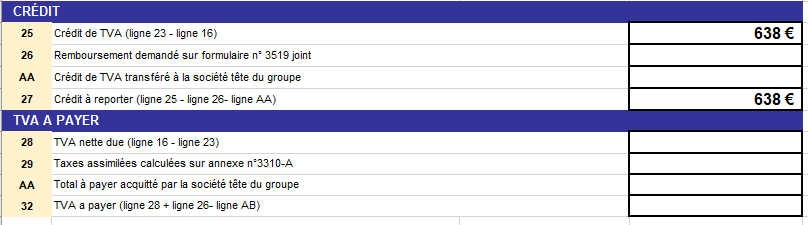 CRÉDIT
25 Crédit de TVA (ligne 23 - ligne 16) 638 €
26 Remboursement demandé sur formulaire n° 3519 joint
AA Crédit de TVA transféré à la société tête du groupe
27 Crédit à reporter (ligne 25 - ligne 26- ligne AA) 638 €
TVA A PAYER
28 TVA nette due (ligne 16 - ligne 23)
29 Taxes assimilées calculées sur annexe n°3310-A
AA Total à payer acquitté par la société tête du groupe
32 TVA a payer (ligne 28 + ligne 26- ligne AB)